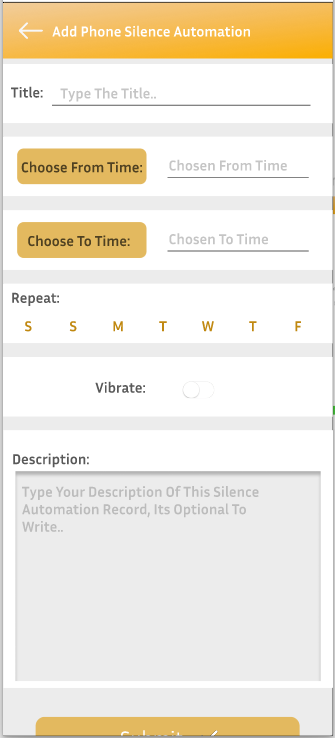 Add Phone Silence Automation
Title: Type The Title..
Choose From Time: Chosen From Time
Choose To Time: Chosen To Time
Repeat:
S S M T W T F
Vibrate:
Description:
Type Your Description Of This Silence
Automation Record, Its Optional To
Write..
Submit